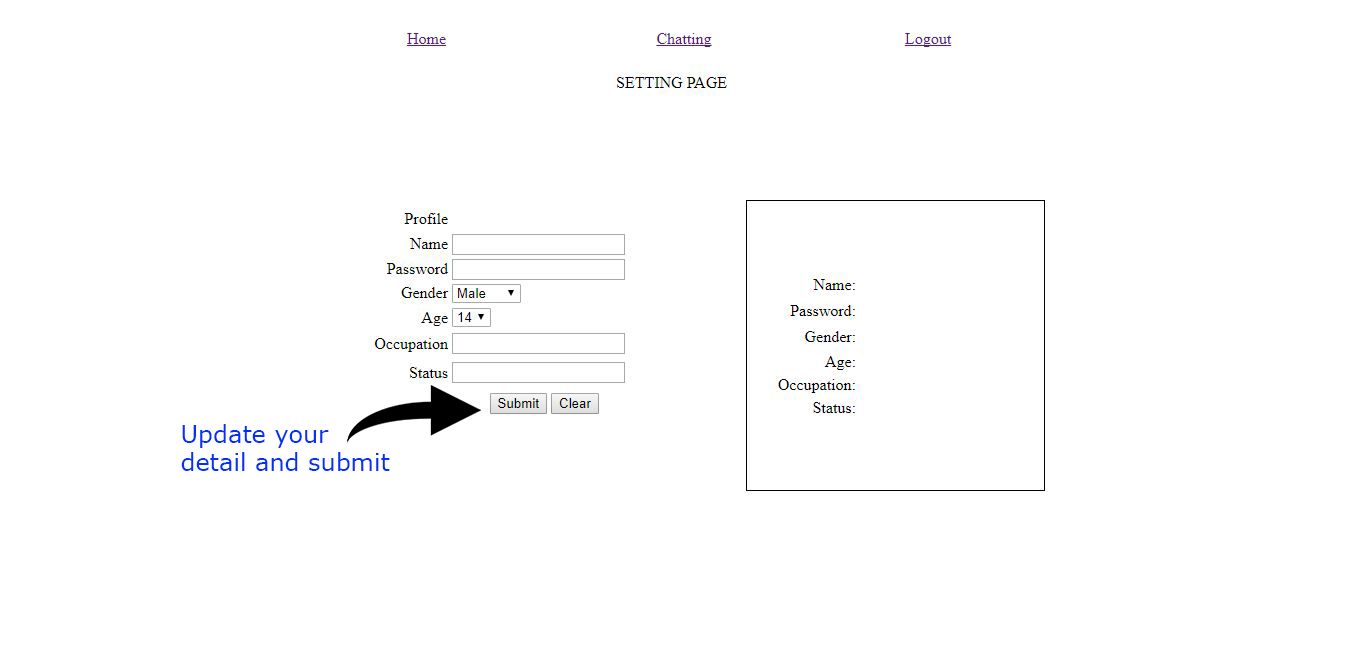 Home Chatting Logout
SETTING PAGE
Profile
Name
Password
Gender Male
Age 14
Occupation
Status
Submit Clear
Update your
detail and submit
Name:
Password:
Gender:
Age:
Occupation:
Status: